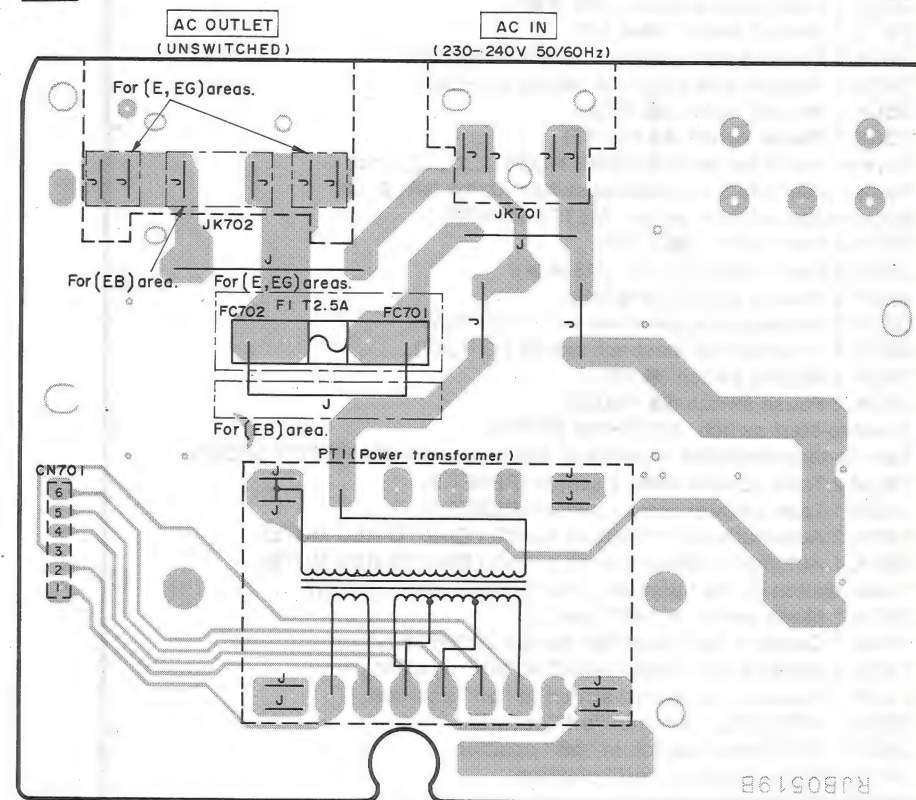 AC OUTLET
(UNSWITCHED)
AC IN
(230–240V 50/60Hz)
For (E, EG) areas.
J J J J J J
J J J J
JK702
JK701
J
J
For (EB) area.
For (E, EG) areas.
FC702
F1 T2.5A
FC701
J
J
J
For (EB) area.
PT1 (Power transformer)
CN701
J
J
J
J
6
5
4
3
2
1
J
J
J
J
RJB0519B